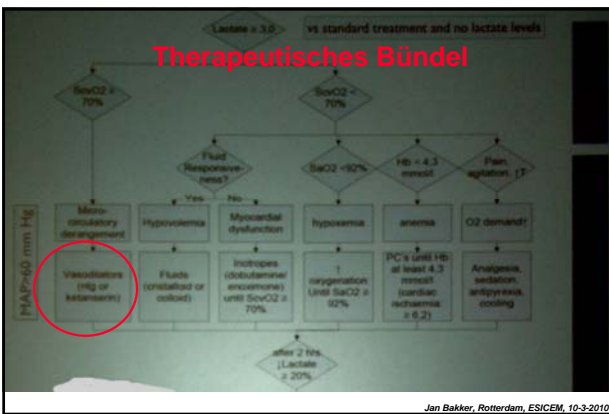 Lactate ≥ 3,0
vs standard treatment and no lactate levels
Therapeutisches Bündel
ScvO2 ≥
70%
ScvO2 <
70%
Fluid
Responsive-
ness?
SaO2 <92%
Hb < 4,3
mmol/l
Pain,
agitation, ↑T
Yes
No
MAP>60 mm Hg
Micro-
circulatory
derangement
Hypovolemia
Myocardial
dysfunction
hypoxemia
anemia
O2 demand↑
Vasodilators
(ntg or
ketanserin)
Fluids
(cristalloid or
colloid)
Inotropes
(dobutamine/
enoximone)
until ScvO2 ≥
70%
↑
oxygenation
Until SaO2 ≥
92%
PC's until Hb
at least 4,3
mmol/l
(cardiac
ischaemia:
≥ 6,2)
Analgesia,
sedation,
antipyrexia,
cooling
after 2 hrs
↓Lactate
≥ 20%
Jan Bakker, Rotterdam, ESICEM, 10-3-2010